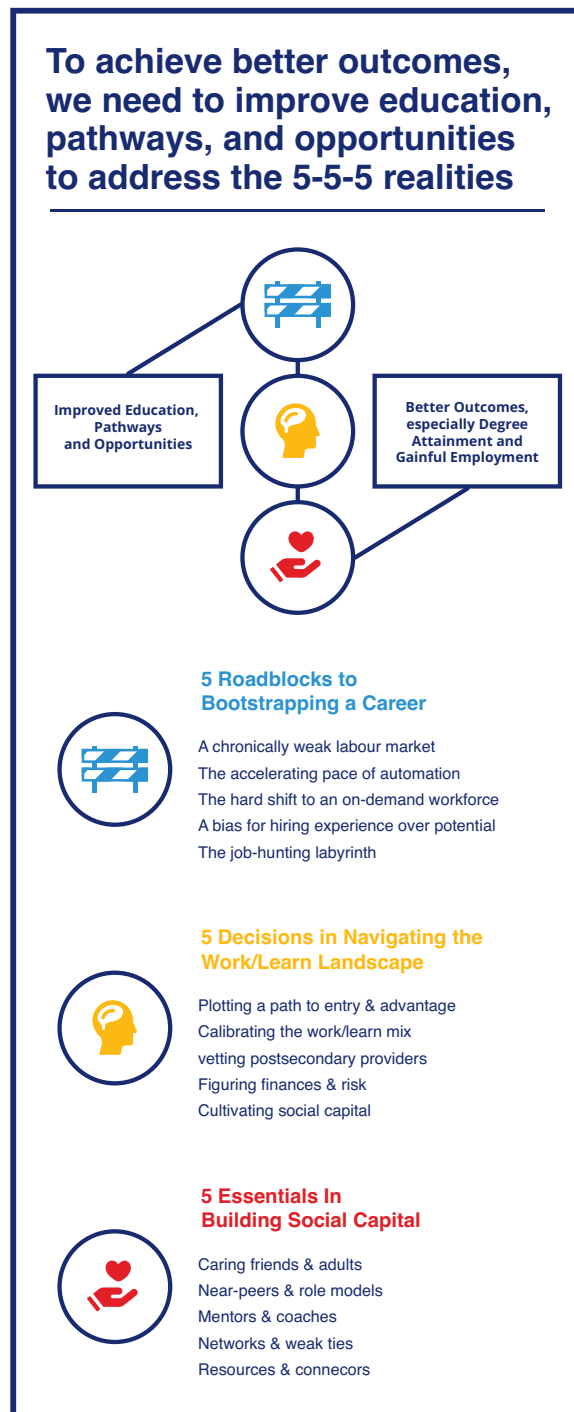 To achieve better outcomes,
we need to improve education,
pathways, and opportunities
to address the 5-5-5 realities
Improved Education,
Pathways
and Opportunities
Better Outcomes,
especially Degree
Attainment and
Gainful Employment
5 Roadblocks to
Bootstrapping a Career
A chronically weak labour market
The accelerating pace of automation
The hard shift to an on-demand workforce
A bias for hiring experience over potential
The job-hunting labyrinth
5 Decisions in Navigating the
Work/Learn Landscape
Plotting a path to entry & advantage
Calibrating the work/learn mix
vetting postsecondary providers
Figuring finances & risk
Cultivating social capital
5 Essentials In
Building Social Capital
Caring friends & adults
Near-peers & role models
Mentors & coaches
Networks & weak ties
Resources & connecors